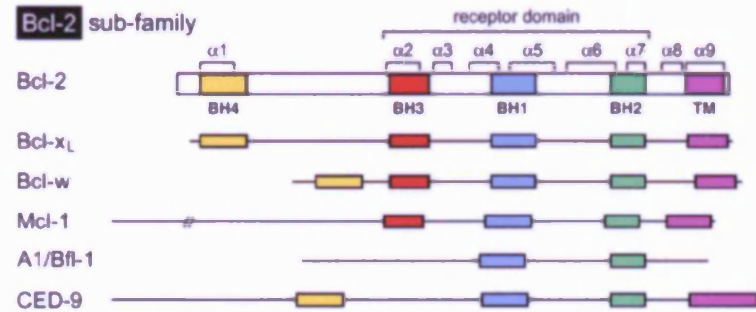 Bcl-2 sub-family
receptor domain
α1 α2 α3 α4 α5 α6 α7 α8 α9
Bcl-2
BH4 BH3 BH1 BH2 TM
Bcl-xL
Bcl-w
Mcl-1
A1/Bfl-1
CED-9